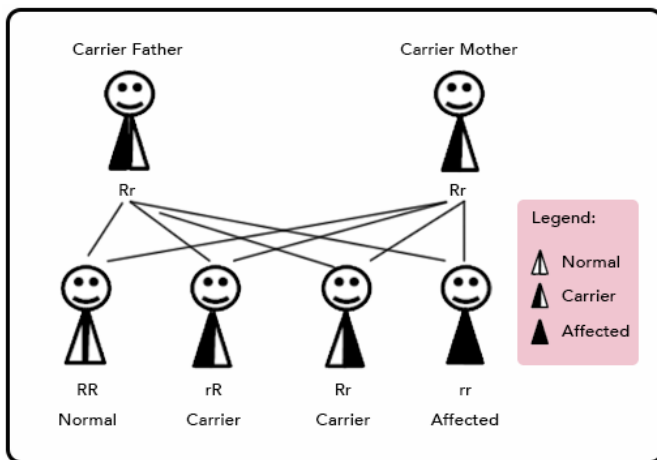 Carrier Father
Carrier Mother
Rr
Rr
Legend:
Normal
Carrier
Affected
RR
rR
Rr
rr
Normal
Carrier
Carrier
Affected